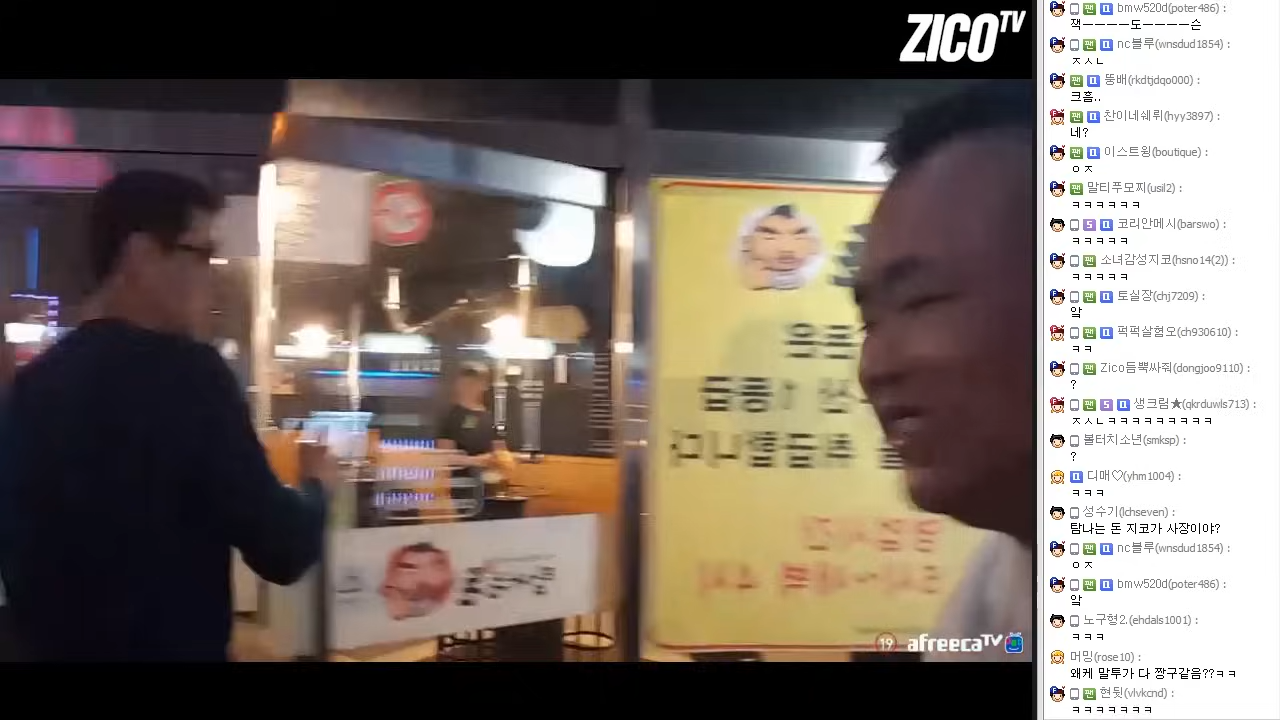 ZICO TV
19 afreecaTV
bmw520d(poter486) :
잭ㅡㅡㅡㅡ도ㅡㅡㅡㅡ슨
nc블루(wnsdud1854) :
ㅈㅅㄴ
뚱배(rkdtjdqo000) :
크흠..
찬이네쉐뤼(hyy3897) :
네?
이스트윙(boutique) :
ㅇㅈ
말티푸모찌(usil2) :
ㅋㅋㅋㅋㅋㅋ
코리안메시(barswo) :
ㅋㅋㅋㅋㅋ
소녀감성지코(hsno14(2)) :
ㅋㅋㅋㅋㅋ
토실장(chj7209) :
앜
퍽퍽살혐오(ch930610) :
ㅋㅋ
Zico듬뿍싸줘(dongjoo9110) :
?
생크림★(qkrduwls713) :
ㅈㅅㄴㅋㅋㅋㅋㅋㅋㅋㅋㅋ
볼터치소년(smksp) :
?
디매♡(yhm1004) :
ㅋㅋㅋ
성수기(lchseven) :
탐나는 돈 지코가 사장이야?
nc블루(wnsdud1854) :
ㅇㅈ
bmw520d(poter486) :
앜
노구형2.(ehdals1001) :
ㅋㅋㅋ
머밍(rose10) :
왜케 말투가 다 짱구같음??ㅋㅋ
현뒷(vlvkcnd) :
ㅋㅋㅋㅋㅋㅋㅋ